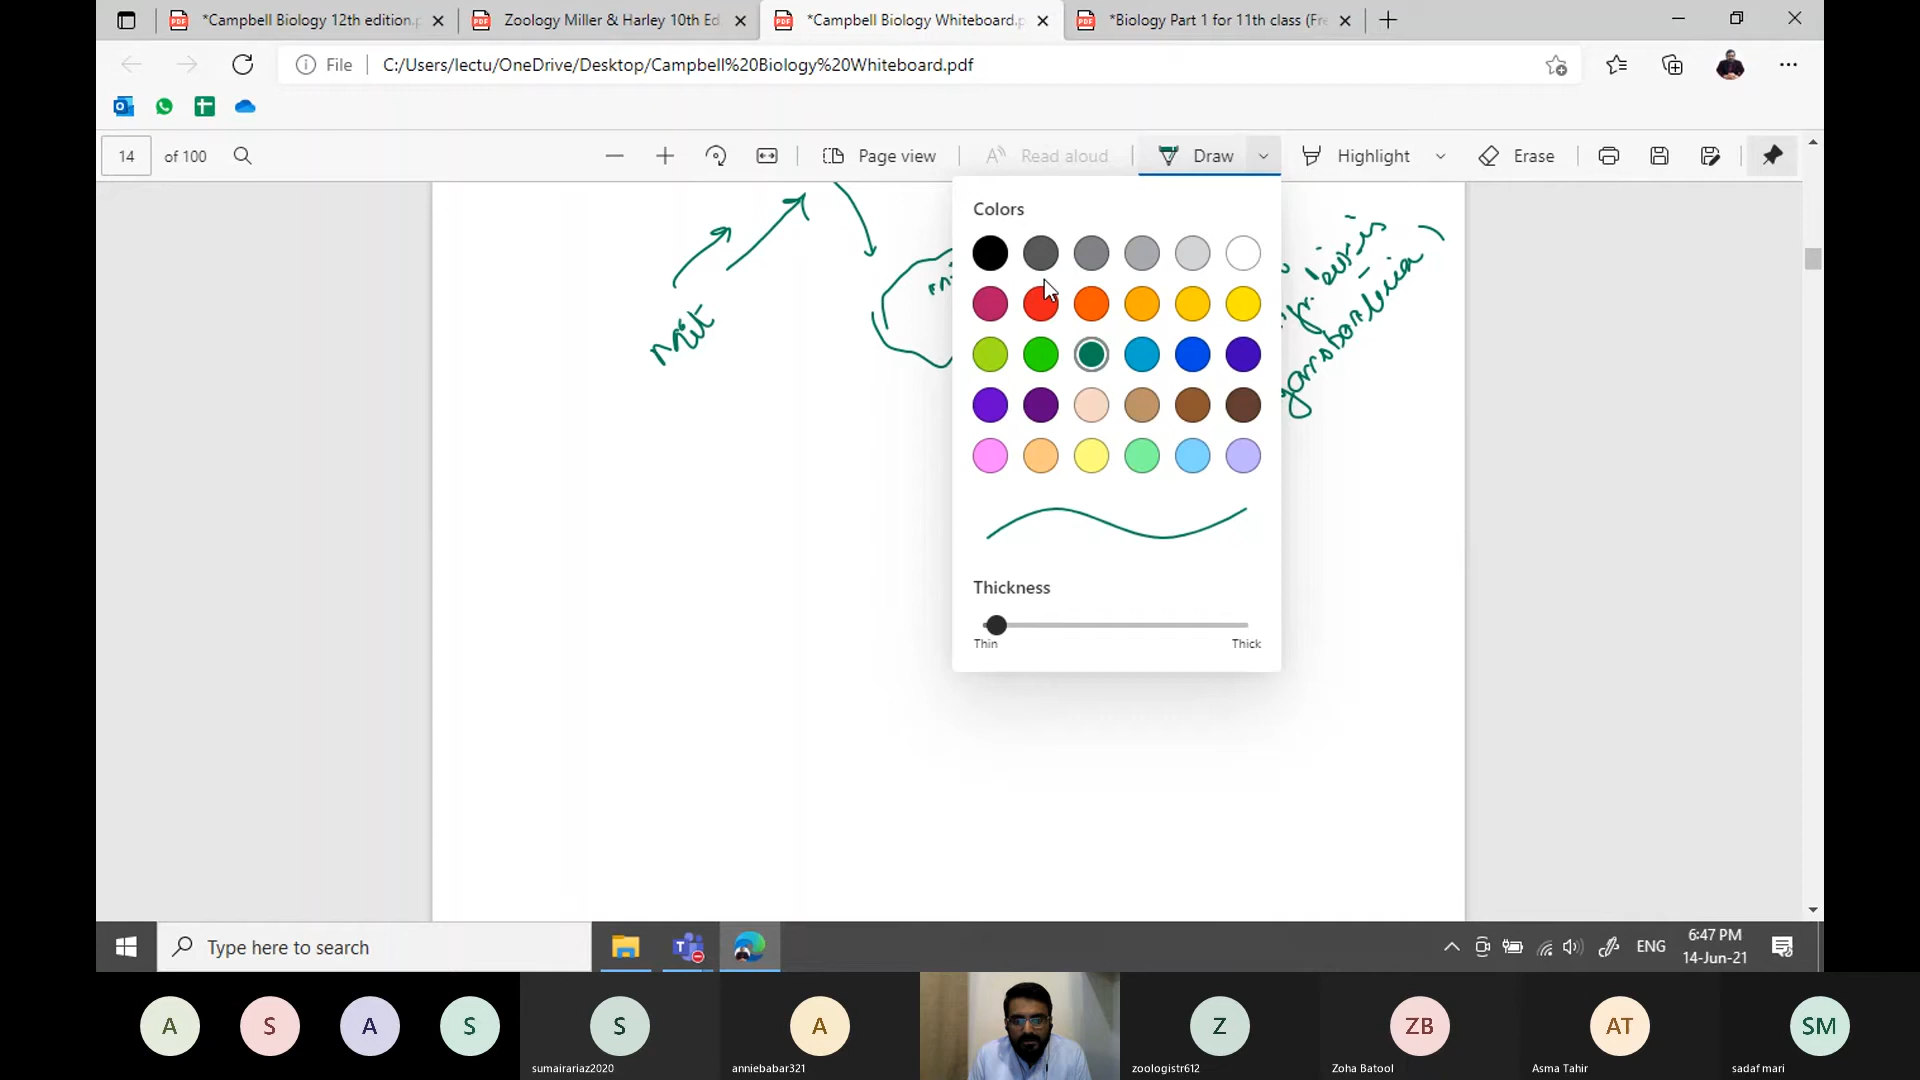 *Campbell Biology 12th edition.p
Zoology Miller & Harley 10th Ed
*Campbell Biology Whiteboard.p
*Biology Part 1 for 11th class (Fre
File
C:/Users/lectu/OneDrive/Desktop/Campbell%20Biology%20Whiteboard.pdf
14 of 100
Page view
Read aloud
Draw
Highlight
Erase
Colors
Thickness
Thin
Thick
Type here to search
ENG
6:47 PM
14-Jun-21
A
S
A
S
S
A
Z
ZB
AT
SM
sumairariaz2020
anniebabar321
zoologistr612
Zoha Batool
Asma Tahir
sadaf mari